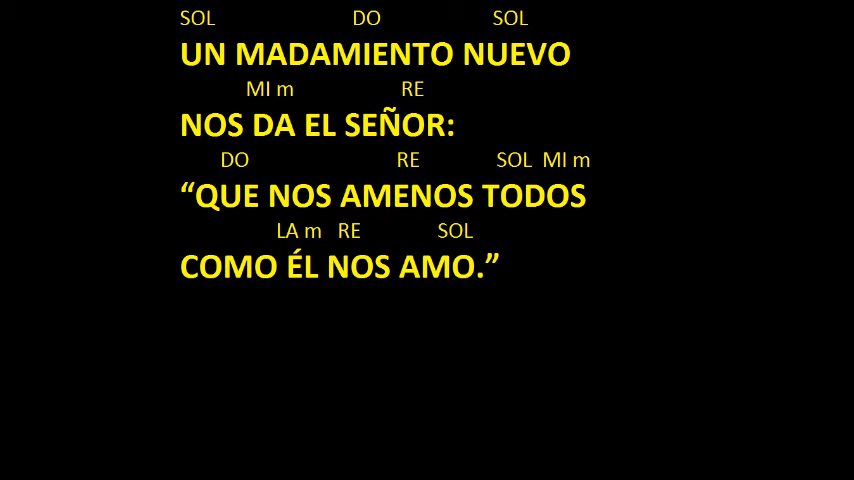 SOL DO SOL
UN MADAMIENTO NUEVO
MI m RE
NOS DA EL SEÑOR:
DO RE SOL MI m
“QUE NOS AMENOS TODOS
LA m RE SOL
COMO ÉL NOS AMO.”